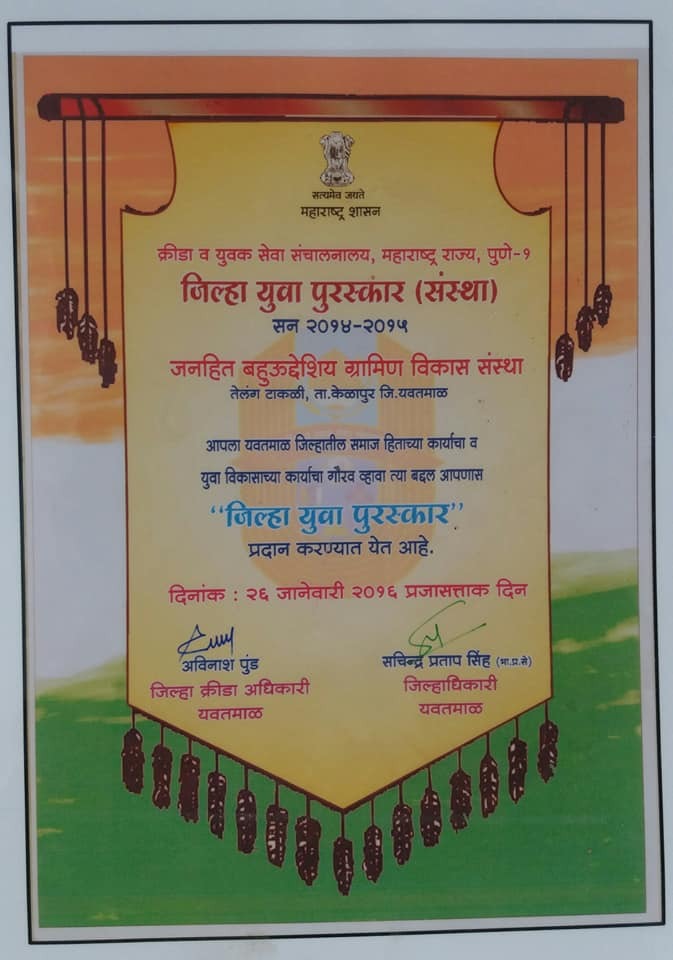 सत्यमेव जयते
महाराष्ट्र शासन
क्रीडा व युवक सेवा संचालनालय, महाराष्ट्र राज्य, पुणे-१
जिल्हा युवा पुरस्कार (संस्था)
सन २०१४-२०१५
जनहित बहुऊद्देशिय ग्रामिण विकास संस्था
तेलंग टाकळी, ता.केळापुर जि.यवतमाळ
आपला यवतमाळ जिल्हातील समाज हिताच्या कार्याचा व
युवा विकासाच्या कार्याचा गौरव व्हावा त्या बद्दल आपणास
“जिल्हा युवा पुरस्कार”
प्रदान करण्यात येत आहे.
दिनांक : २६ जानेवारी २०१६ प्रजासत्ताक दिन
अविनाश पुंड
जिल्हा क्रीडा अधिकारी
यवतमाळ
सचिन्द्र प्रताप सिंह (भा.प्र.से)
जिल्हाधिकारी
यवतमाळ